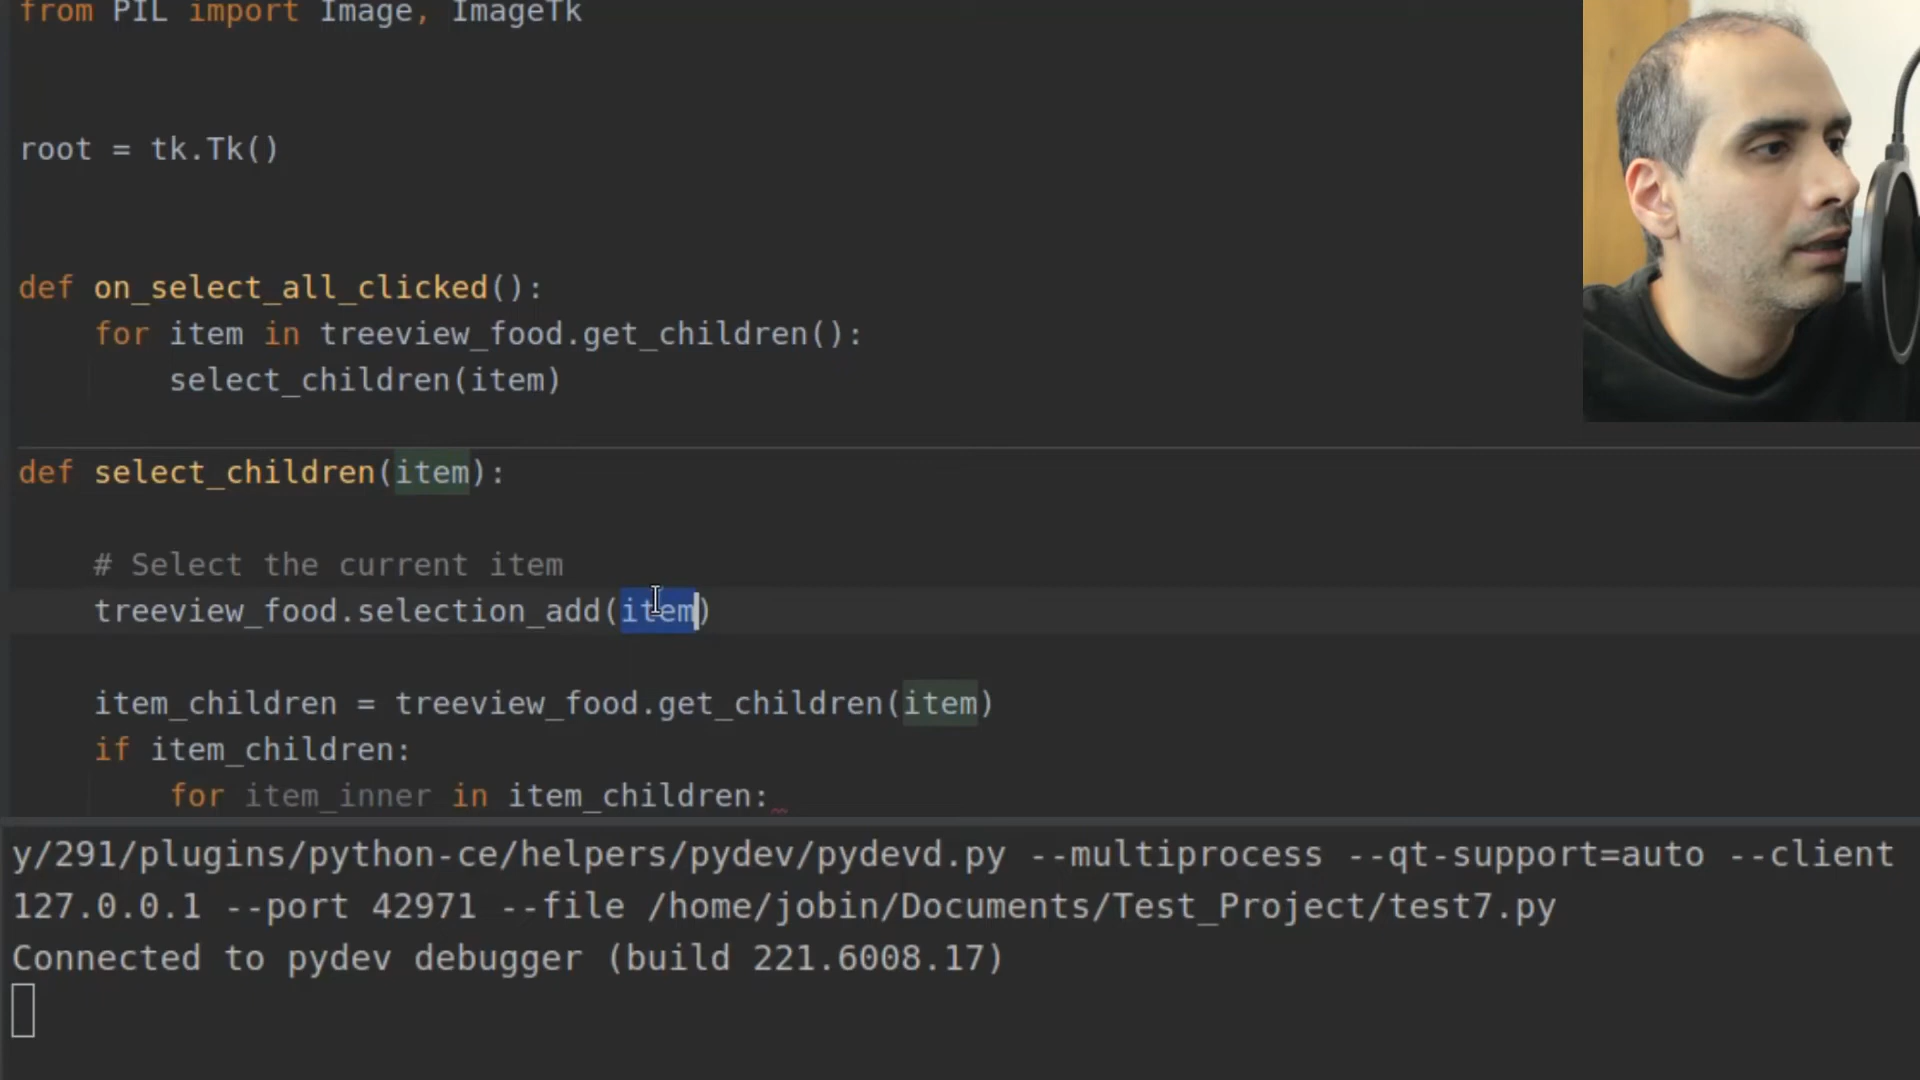 from PIL import Image, ImageTk
root = tk.Tk()
def on_select_all_clicked():
for item in treeview_food.get_children():
select_children(item)
def select_children(item):
# Select the current item
treeview_food.selection_add(item)
item_children = treeview_food.get_children(item)
if item_children:
for item_inner in item_children:
y/291/plugins/python-ce/helpers/pydev/pydevd.py --multiprocess --qt-support=auto --client
127.0.0.1 --port 42971 --file /home/jobin/Documents/Test_Project/test7.py
Connected to pydev debugger (build 221.6008.17)